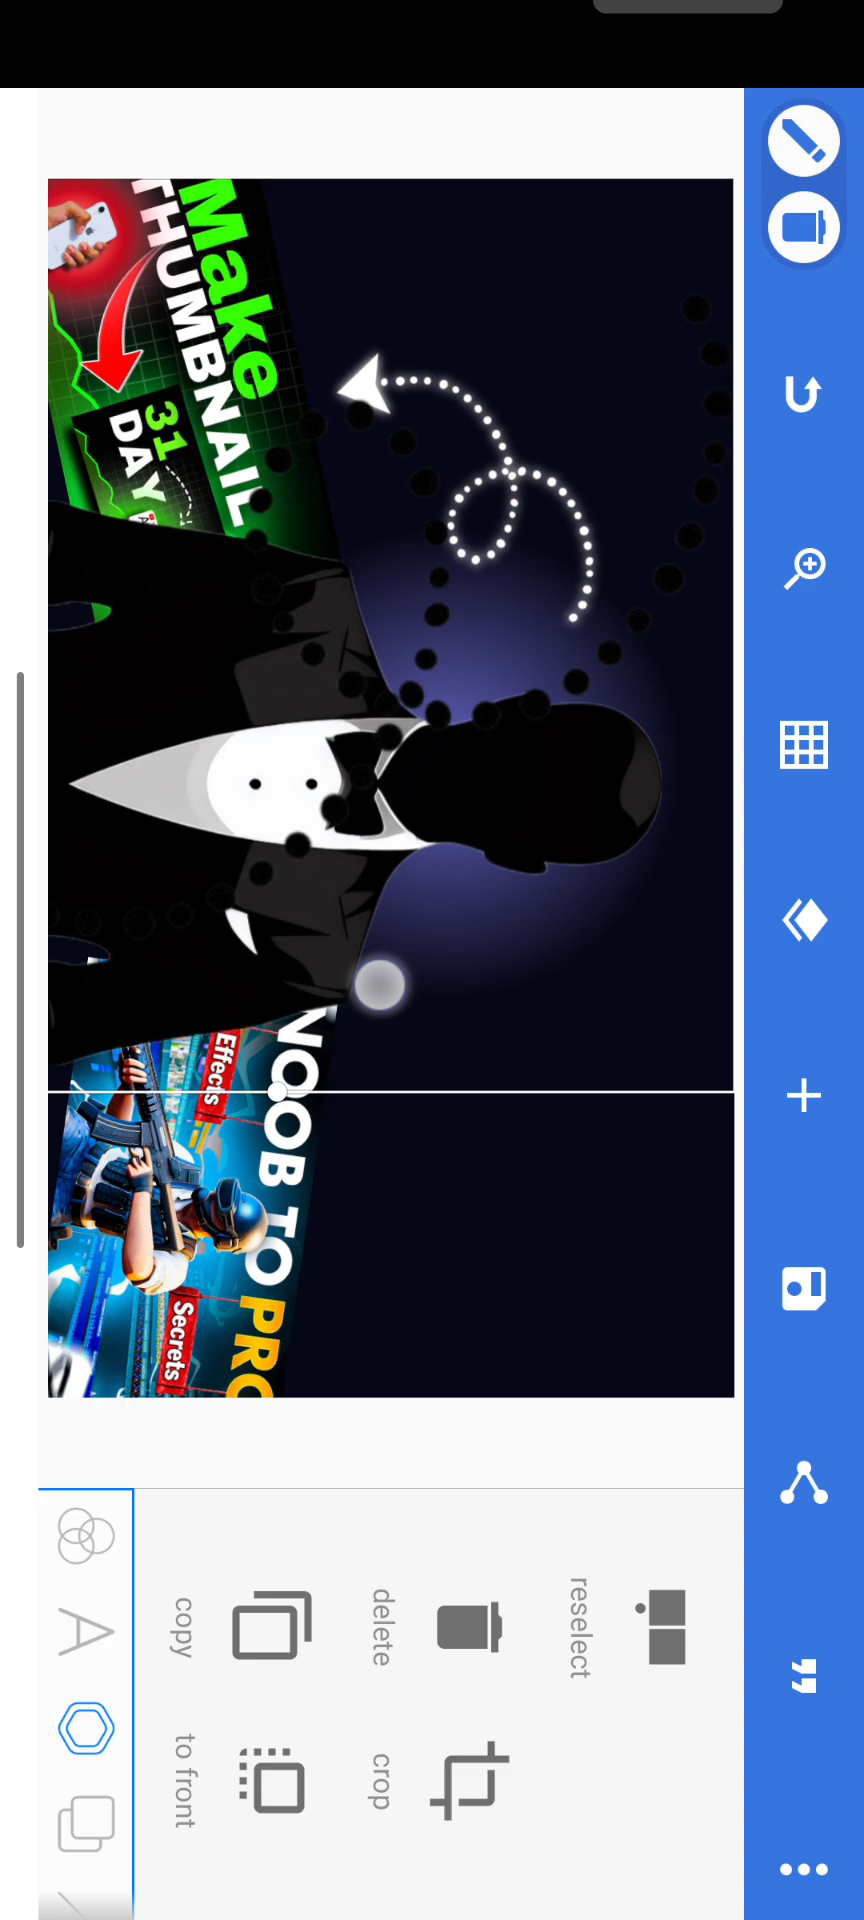 Make
THUMBNAIL
31
DAY
Effects
NOOB TO PRO
Secrets
reselect
delete
crop
copy
to front